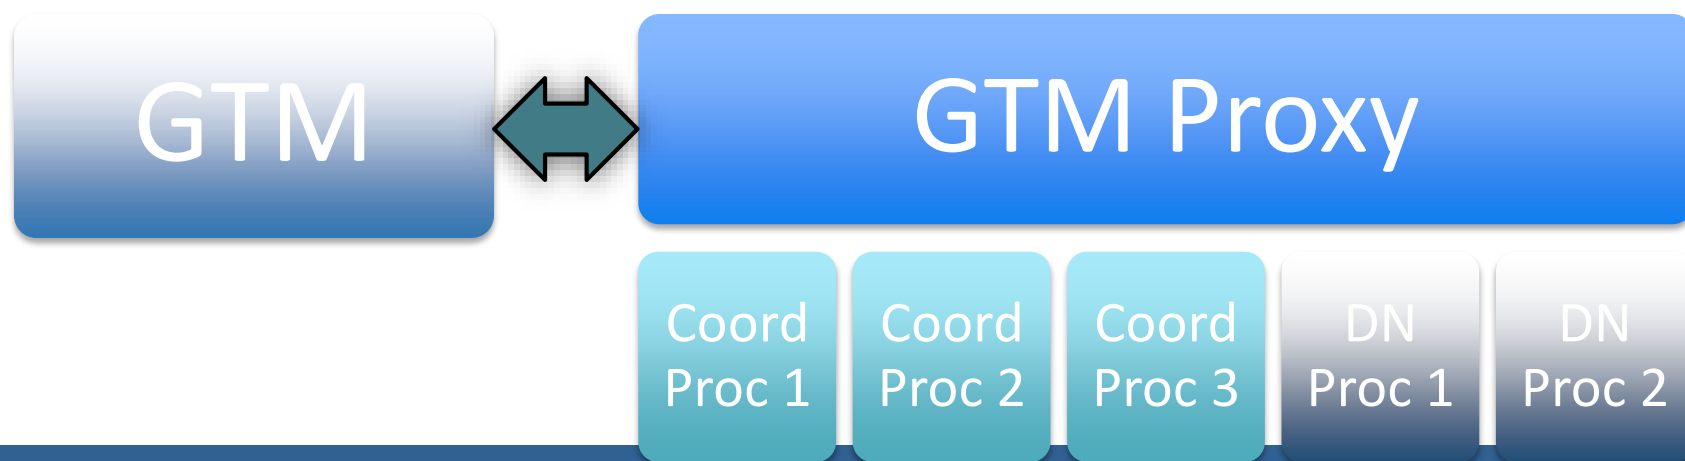 GTM
GTM Proxy
Coord
Proc 1
Coord
Proc 2
Coord
Proc 3
DN
Proc 1
DN
Proc 2